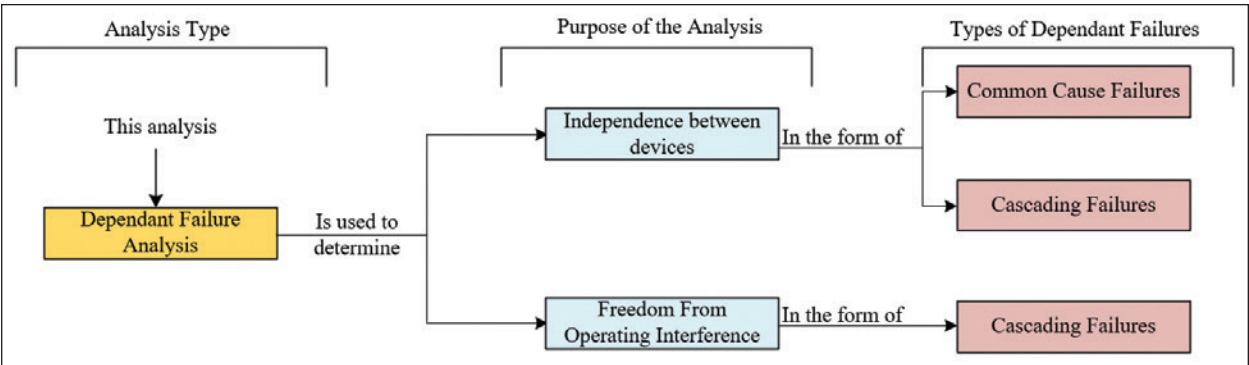 Analysis Type
Purpose of the Analysis
Types of Dependant Failures
This analysis
Dependant Failure
Analysis
Is used to
determine
Independence between
devices
In the form of
Common Cause Failures
Cascading Failures
Freedom From
Operating Interference
In the form of
Cascading Failures